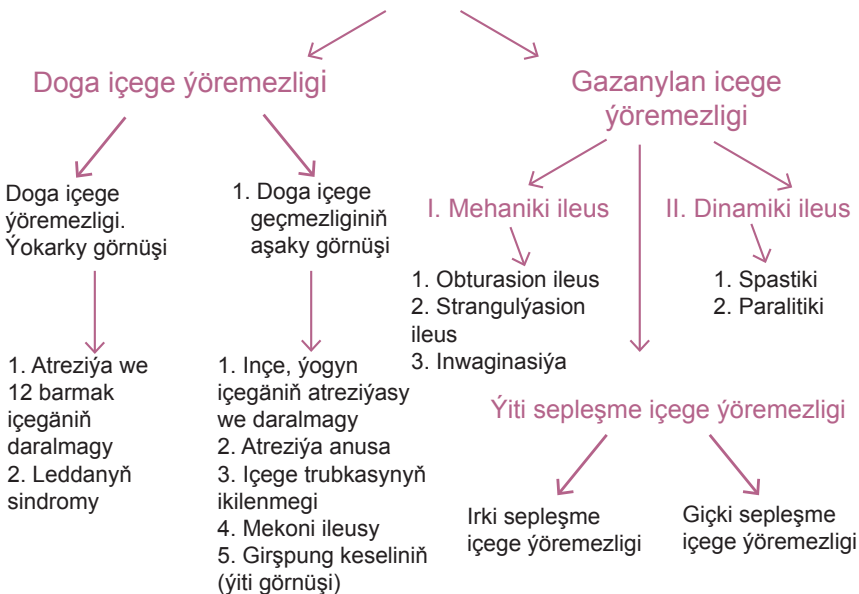 Doga içege ýöremezligi
Gazanylan icege
ýöremezligi
Doga içege
ýöremezligi.
Ýokarky görnüşi
1. Doga içege
geçmezliginiň
aşaky görnüşi
I. Mehaniki ileus
II. Dinamiki ileus
1. Obturasion ileus
2. Strangulýasion
ileus
3. Inwaginasiýa
1. Spastiki
2. Paralitiki
1. Atreziýa we
12 barmak
içegäniň
daralmagy
2. Leddanyň
sindromy
1. Inçe, ýogyn
içegäniň atreziýasy
we daralmagy
2. Atreziýa anusa
3. Içege trubkasynyň
ikilenmegi
4. Mekoni ileusy
5. Girşpung keseliniň
(ýiti görnüşi)
Ýiti sepleşme içege ýöremezligi
Irki sepleşme
içege ýöremezligi
Giçki sepleşme
içege ýöremezligi